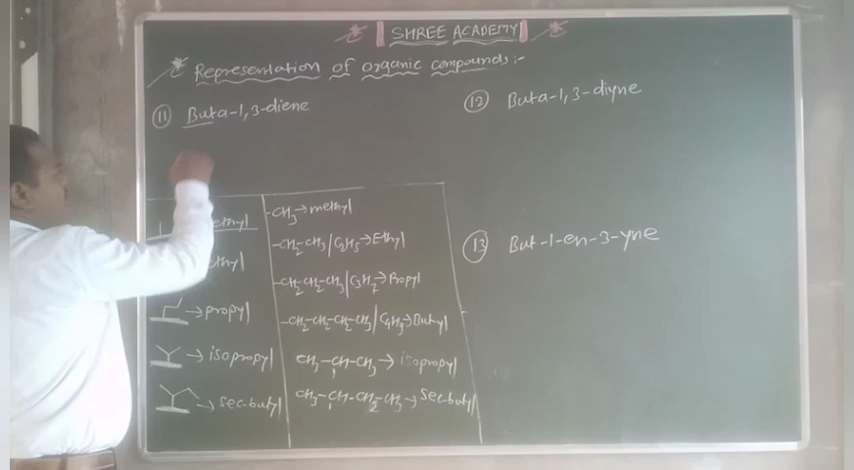 SHREE ACADEMY
* Representation of organic compounds:-
(11) Buta-1,3-diene
(12) Buta-1,3-diyne
(13) But-1-en-3-yne
→propyl
→isopropyl
→sec-butyl
-CH3→methyl
-CH2-CH3/C2H5→Ethyl
-CH2-CH2-CH3/C3H7→Propyl
-CH2-CH2-CH2-CH3/C4H9→Butyl
CH3-CH-CH3→isopropyl
CH3-CH-CH2-CH3→Sec-butyl